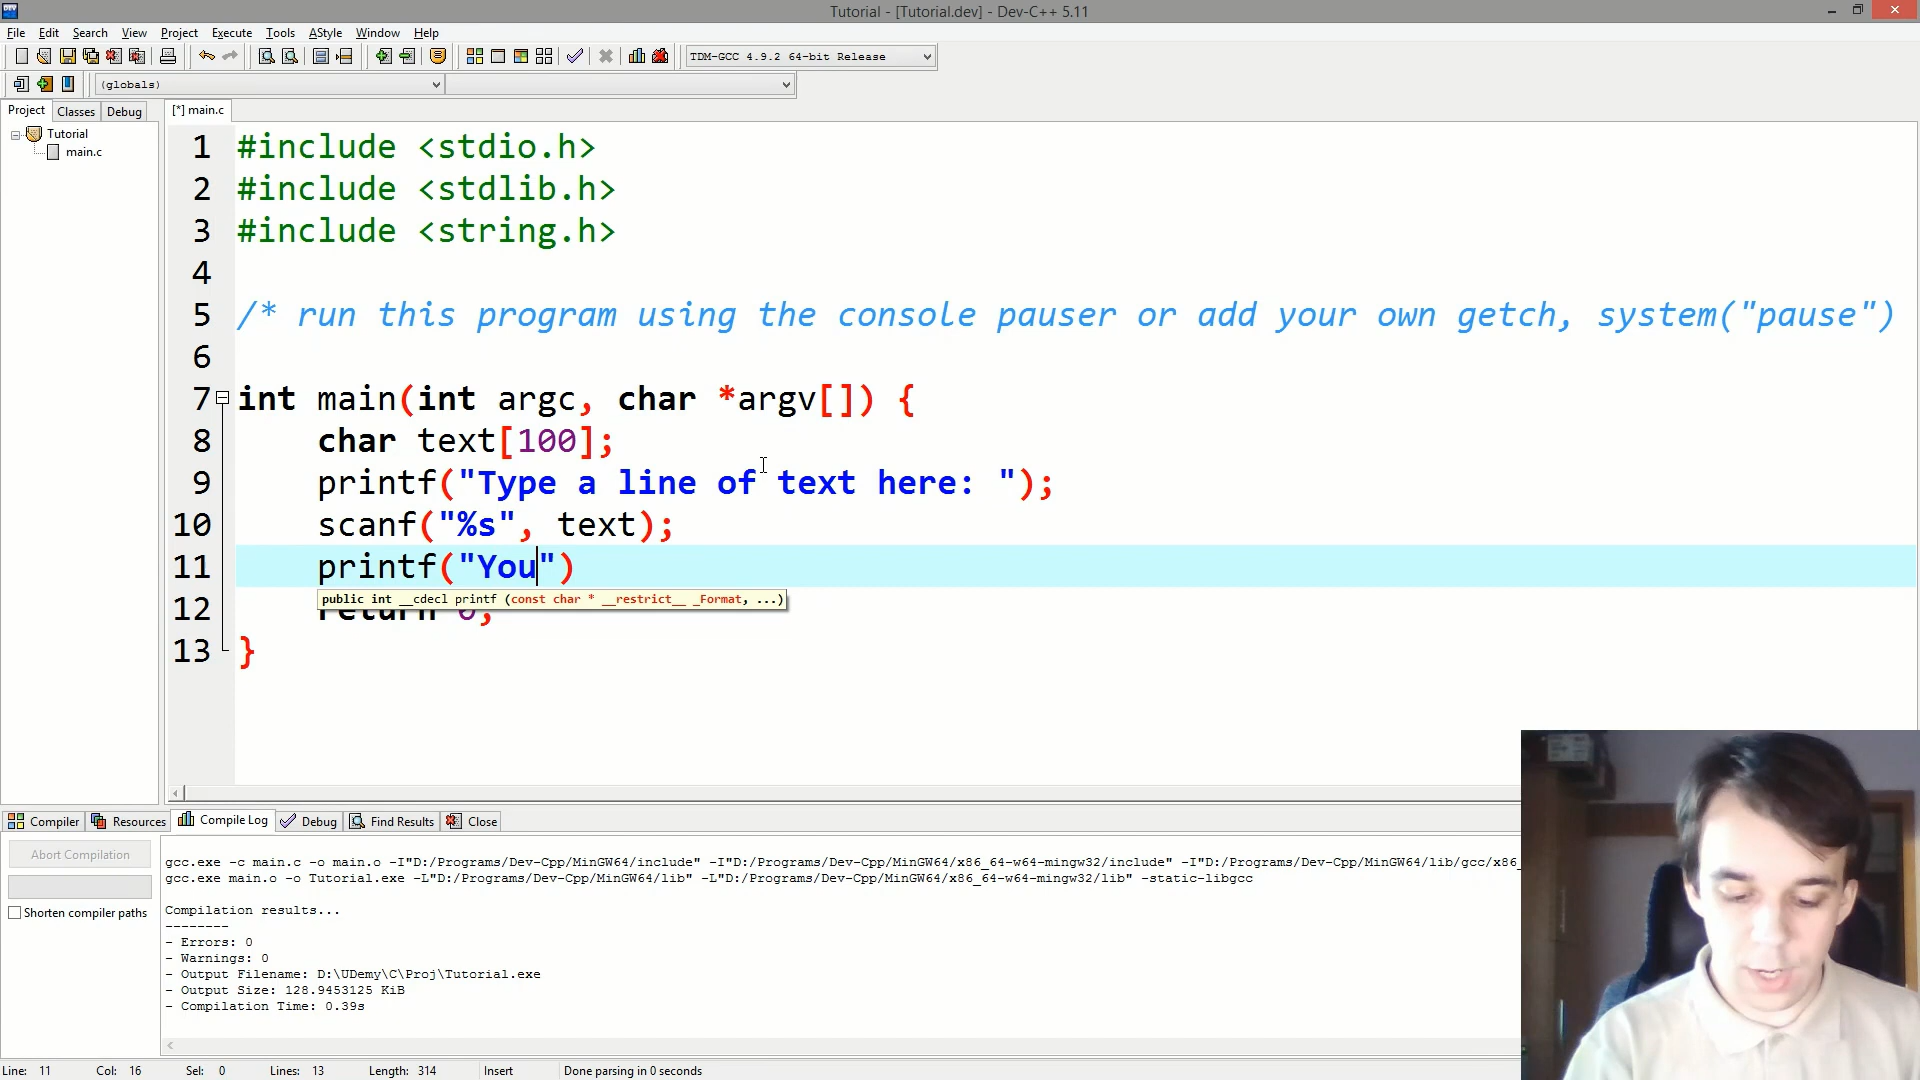 Tutorial - [Tutorial.dev] - Dev-C++ 5.11
File Edit Search View Project Execute Tools AStyle Window Help
TDM-GCC 4.9.2 64-bit Release
(globals)
Project Classes Debug [*] main.c
Tutorial
main.c
1 #include <stdio.h>
2 #include <stdlib.h>
3 #include <string.h>
4
5 /* run this program using the console pauser or add your own getch, system("pause")
6
7 int main(int argc, char *argv[]) {
8 char text[100];
9 printf("Type a line of text here: ");
10 scanf("%s", text);
11 printf("You")
public int __cdecl printf (const char * __restrict__ _Format, ...)
12 return 0;
13 }
Compiler Resources Compile Log Debug Find Results Close
Abort Compilation
Shorten compiler paths
gcc.exe -c main.c -o main.o -I"D:/Programs/Dev-Cpp/MinGW64/include" -I"D:/Programs/Dev-Cpp/MinGW64/x86_64-w64-mingw32/include" -I"D:/Programs/Dev-Cpp/MinGW64/lib/gcc/x86_
gcc.exe main.o -o Tutorial.exe -L"D:/Programs/Dev-Cpp/MinGW64/lib" -L"D:/Programs/Dev-Cpp/MinGW64/x86_64-w64-mingw32/lib" -static-libgcc
Compilation results...
--------
- Errors: 0
- Warnings: 0
- Output Filename: D:\UDemy\C\Proj\Tutorial.exe
- Output Size: 128.9453125 KiB
- Compilation Time: 0.39s
Line: 11 Col: 16 Sel: 0 Lines: 13 Length: 314 Insert Done parsing in 0 seconds